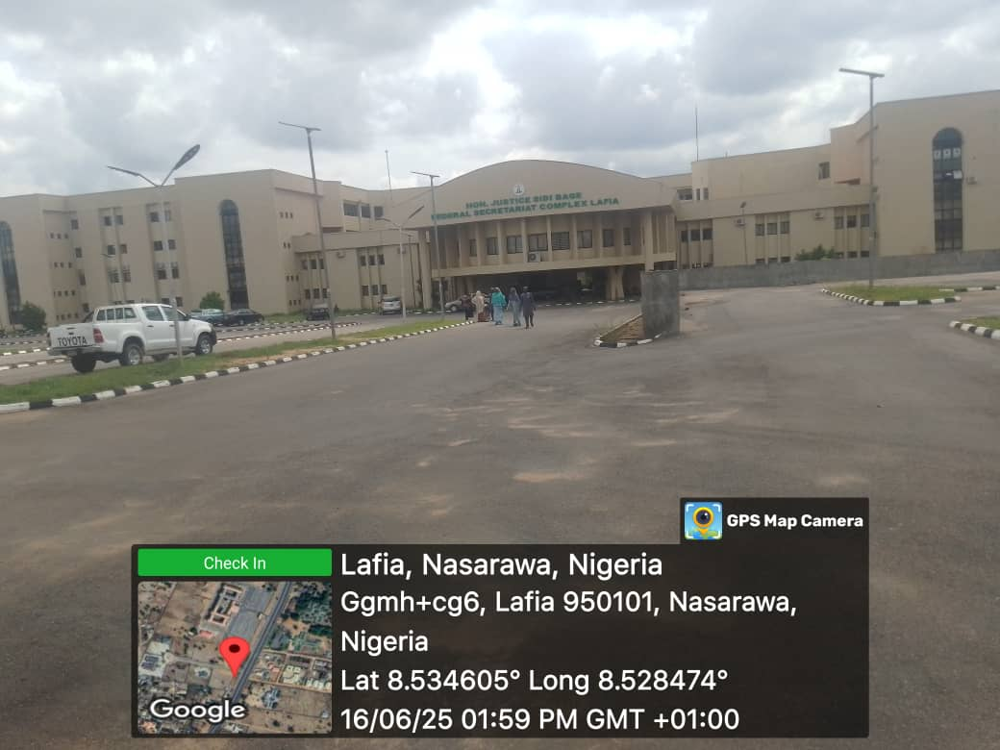 HON. JUSTICE SIDI BAGE
FEDERAL SECRETARIAT COMPLEX LAFIA
TOYOTA
GPS Map Camera
Check In
Google
Lafia, Nasarawa, Nigeria
Ggmh+cg6, Lafia 950101, Nasarawa,
Nigeria
Lat 8.534605° Long 8.528474°
16/06/25 01:59 PM GMT +01:00